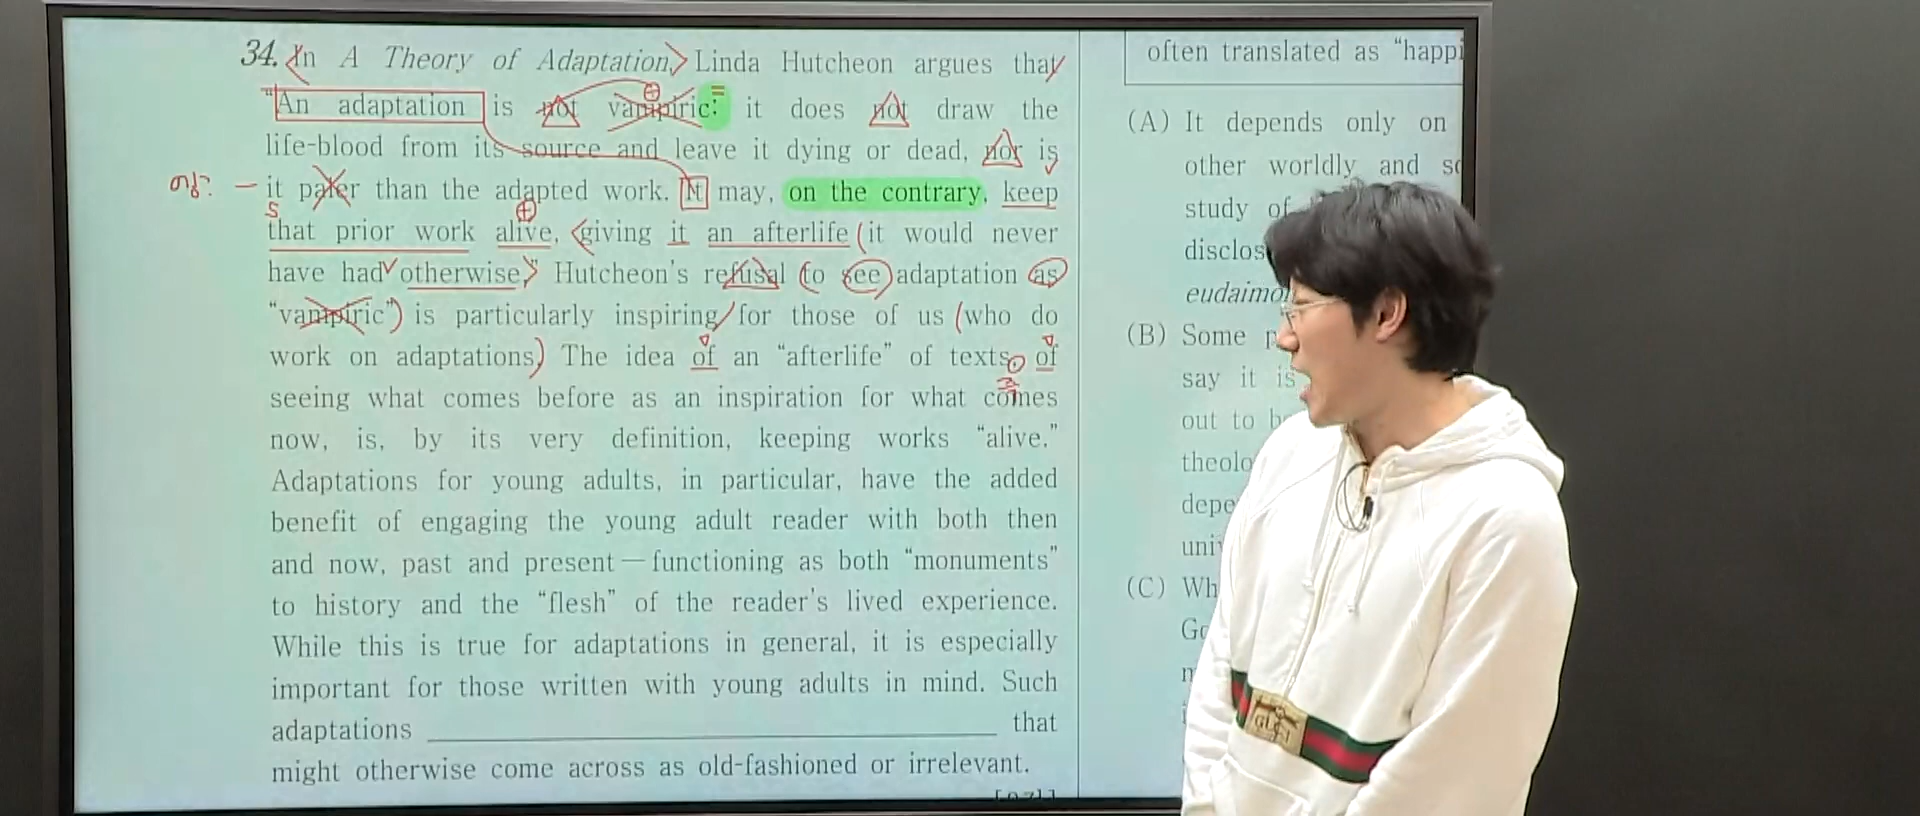 34. In A Theory of Adaptation, Linda Hutcheon argues that
"An adaptation is not vampiric: it does not draw the
life-blood from its source and leave it dying or dead, nor is
it paler than the adapted work. It may, on the contrary, keep
that prior work alive, giving it an afterlife it would never
have had otherwise." Hutcheon's refusal to see adaptation as
"vampiric" is particularly inspiring for those of us who do
work on adaptations. The idea of an "afterlife" of texts, of
seeing what comes before as an inspiration for what comes
now, is, by its very definition, keeping works "alive."
Adaptations for young adults, in particular, have the added
benefit of engaging the young adult reader with both then
and now, past and present — functioning as both "monuments"
to history and the "flesh" of the reader's lived experience.
While this is true for adaptations in general, it is especially
important for those written with young adults in mind. Such
adaptations ____________________ that
might otherwise come across as old-fashioned or irrelevant.
S
often translated as "happi
(A) It depends only on
other worldly and so
study of
disclos
eudaimo
(B) Some p
say it is
out to b
theolo
depe
uni
(C) Wh
Go